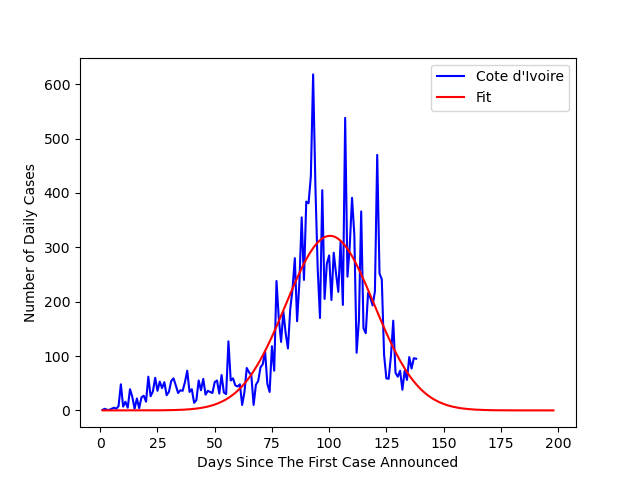 Cote d'Ivoire
Fit
600
500
400
300
200
100
0
Number of Daily Cases
0 25 50 75 100 125 150 175 200
Days Since The First Case Announced